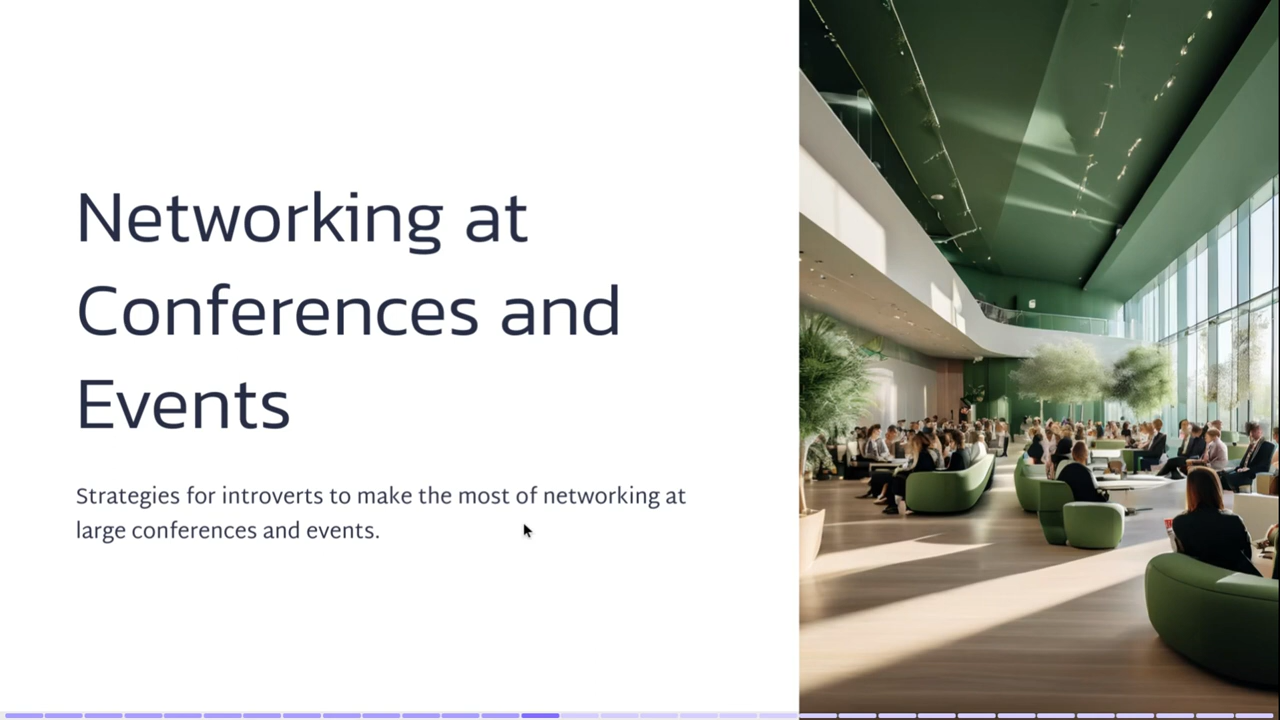 Networking at
Conferences and
Events
Strategies for introverts to make the most of networking at
large conferences and events.